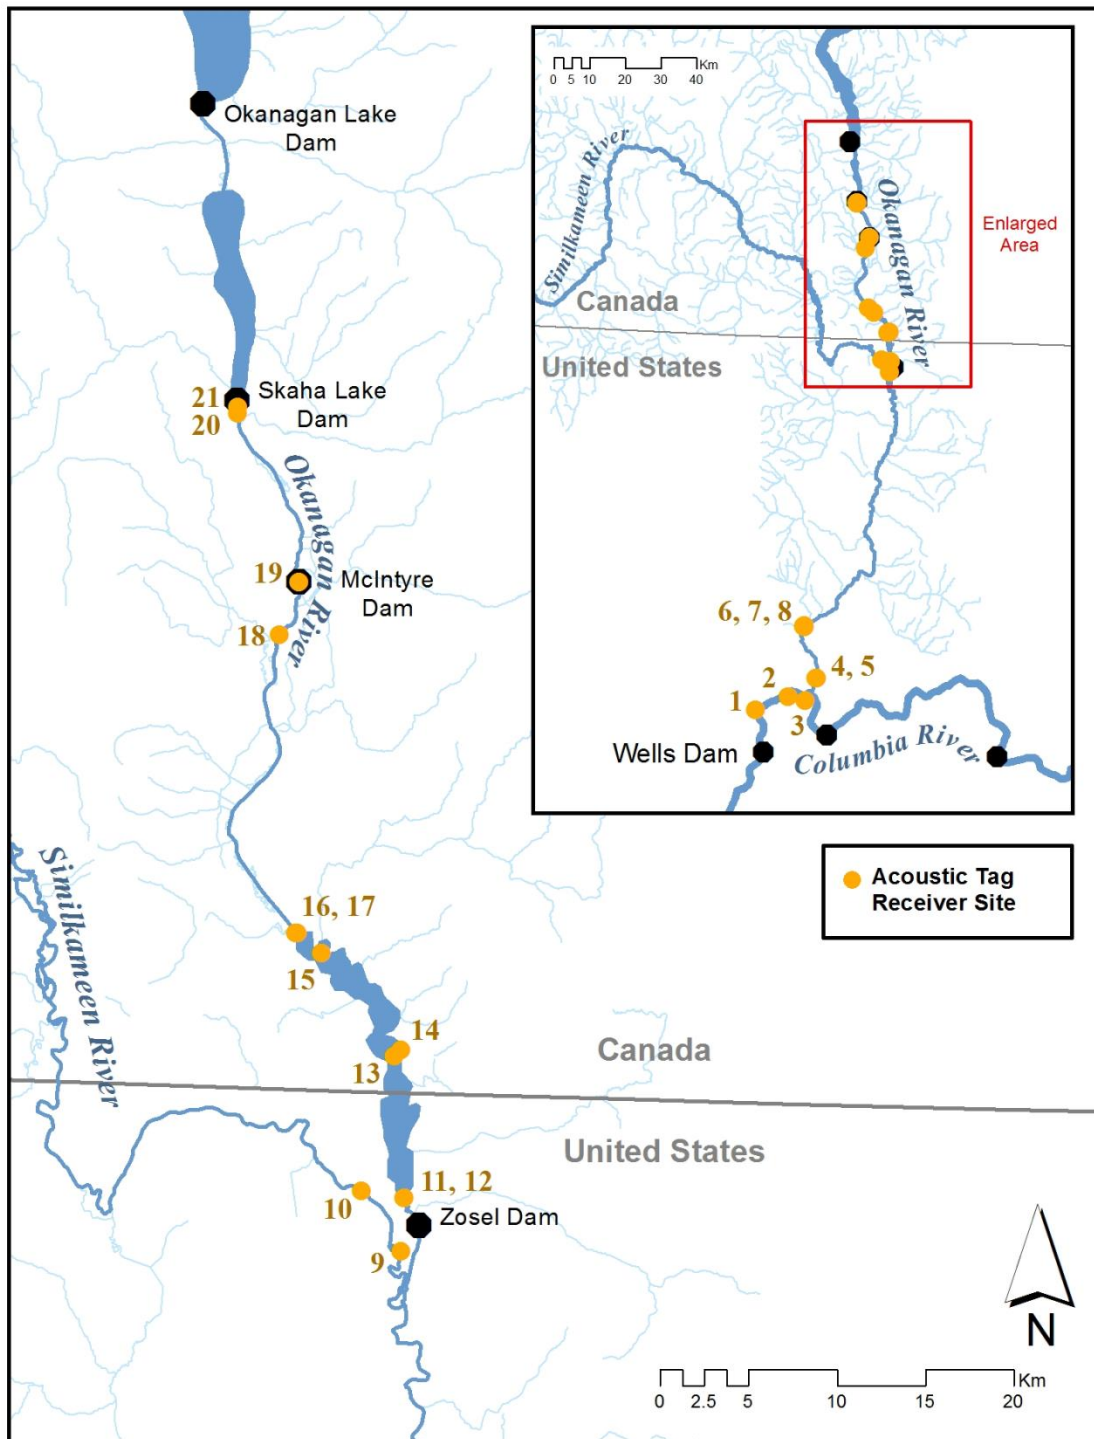 Okanagan Lake
Dam
21
20
Skaha Lake
Dam
Okanagan River
19
McIntyre
Dam
18
Similkameen River
16, 17
15
14
13
Canada
United States
10
11, 12
Zosel Dam
9
N
Km
0 2.5 5 10 15 20
Km
0 5 10 20 30 40
Similkameen River
Okanagan River
Enlarged
Area
Canada
United States
6, 7, 8
4, 5
2
1
3
Wells Dam
Columbia River
Acoustic Tag
Receiver Site